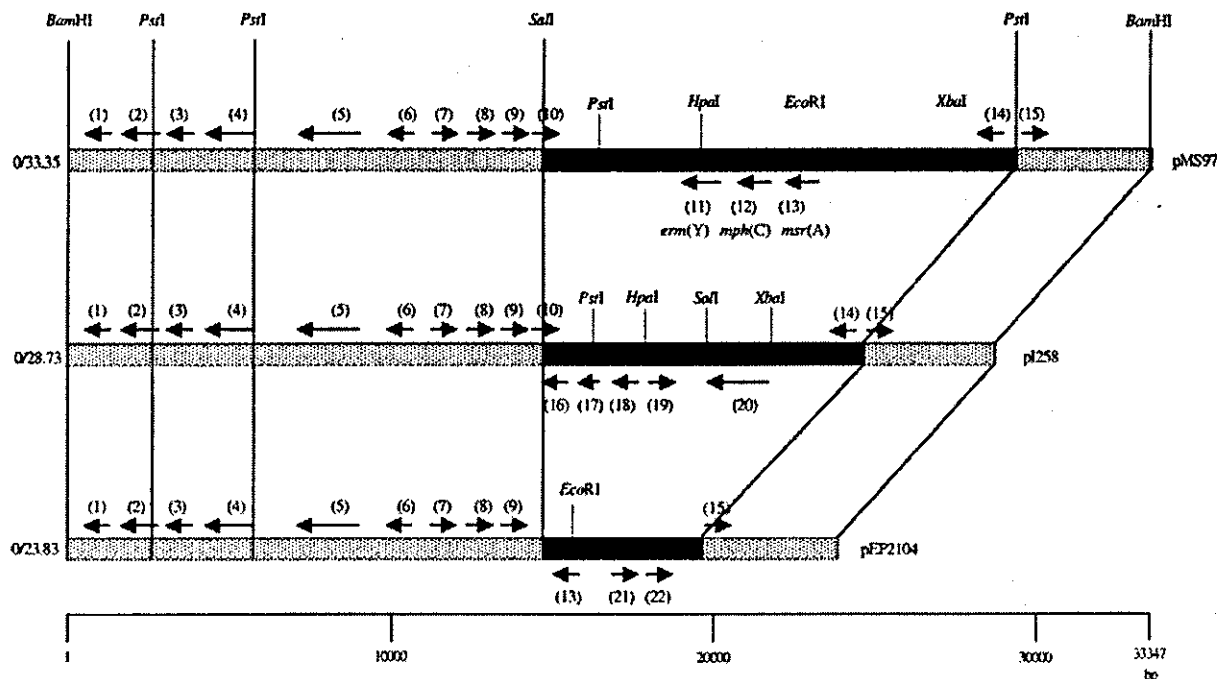 BamHI PstI PstI SalI PstI BamHI
PstI HpaI EcoRI XbaI
(1) (2) (3) (4) (5) (6) (7) (8) (9) (10) (14) (15)
0/33.35 pMS97
(11) (12) (13)
erm(Y) mph(C) msr(A)
PstI HpaI SalI XbaI
(1) (2) (3) (4) (5) (6) (7) (8) (9) (10) (14) (15)
0/28.73 pI258
(16) (17) (18) (19) (20)
EcoRI
(1) (2) (3) (4) (5) (6) (7) (8) (9) (15)
0/23.83 pEP2104
(13) (21) (22)
1 10000 20000 30000 33347
bp